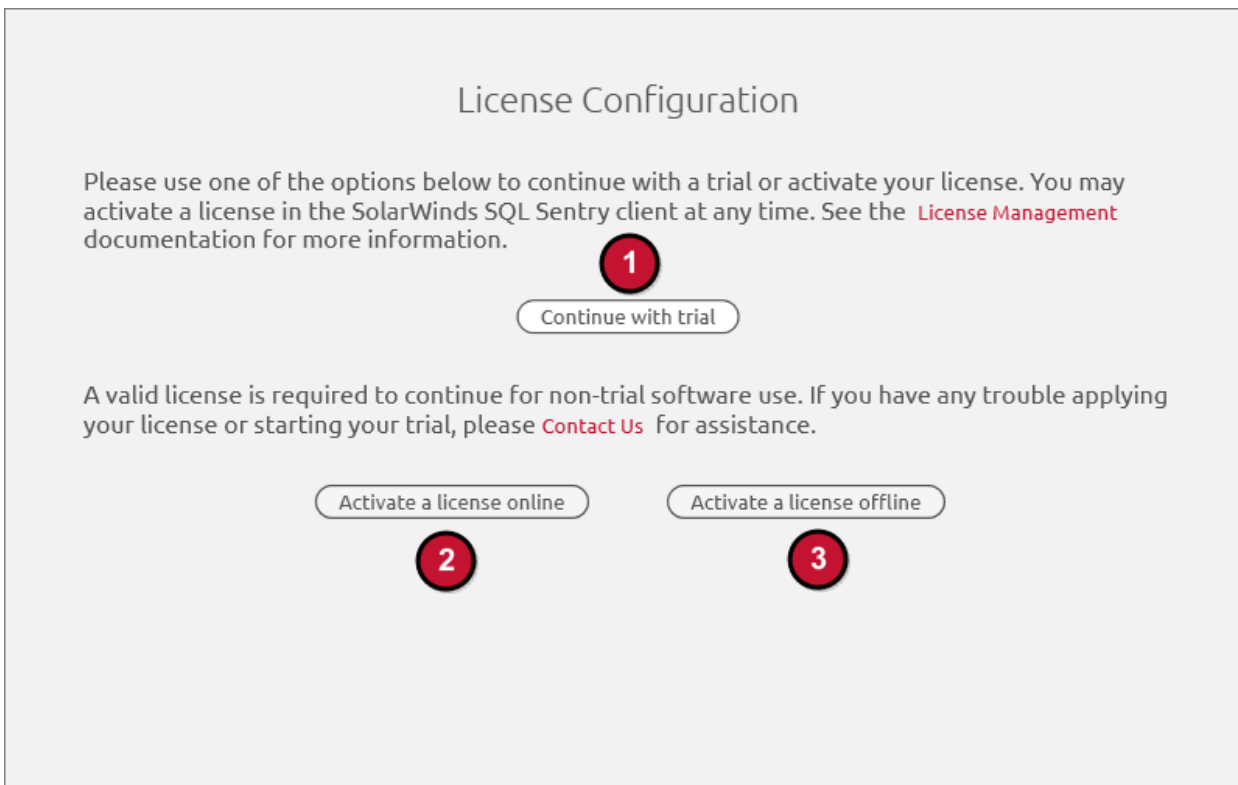 License Configuration
Please use one of the options below to continue with a trial or activate your license. You may
activate a license in the SolarWinds SQL Sentry client at any time. See the License Management
documentation for more information.
1
Continue with trial
A valid license is required to continue for non-trial software use. If you have any trouble applying
your license or starting your trial, please Contact Us for assistance.
Activate a license online
Activate a license offline
2
3